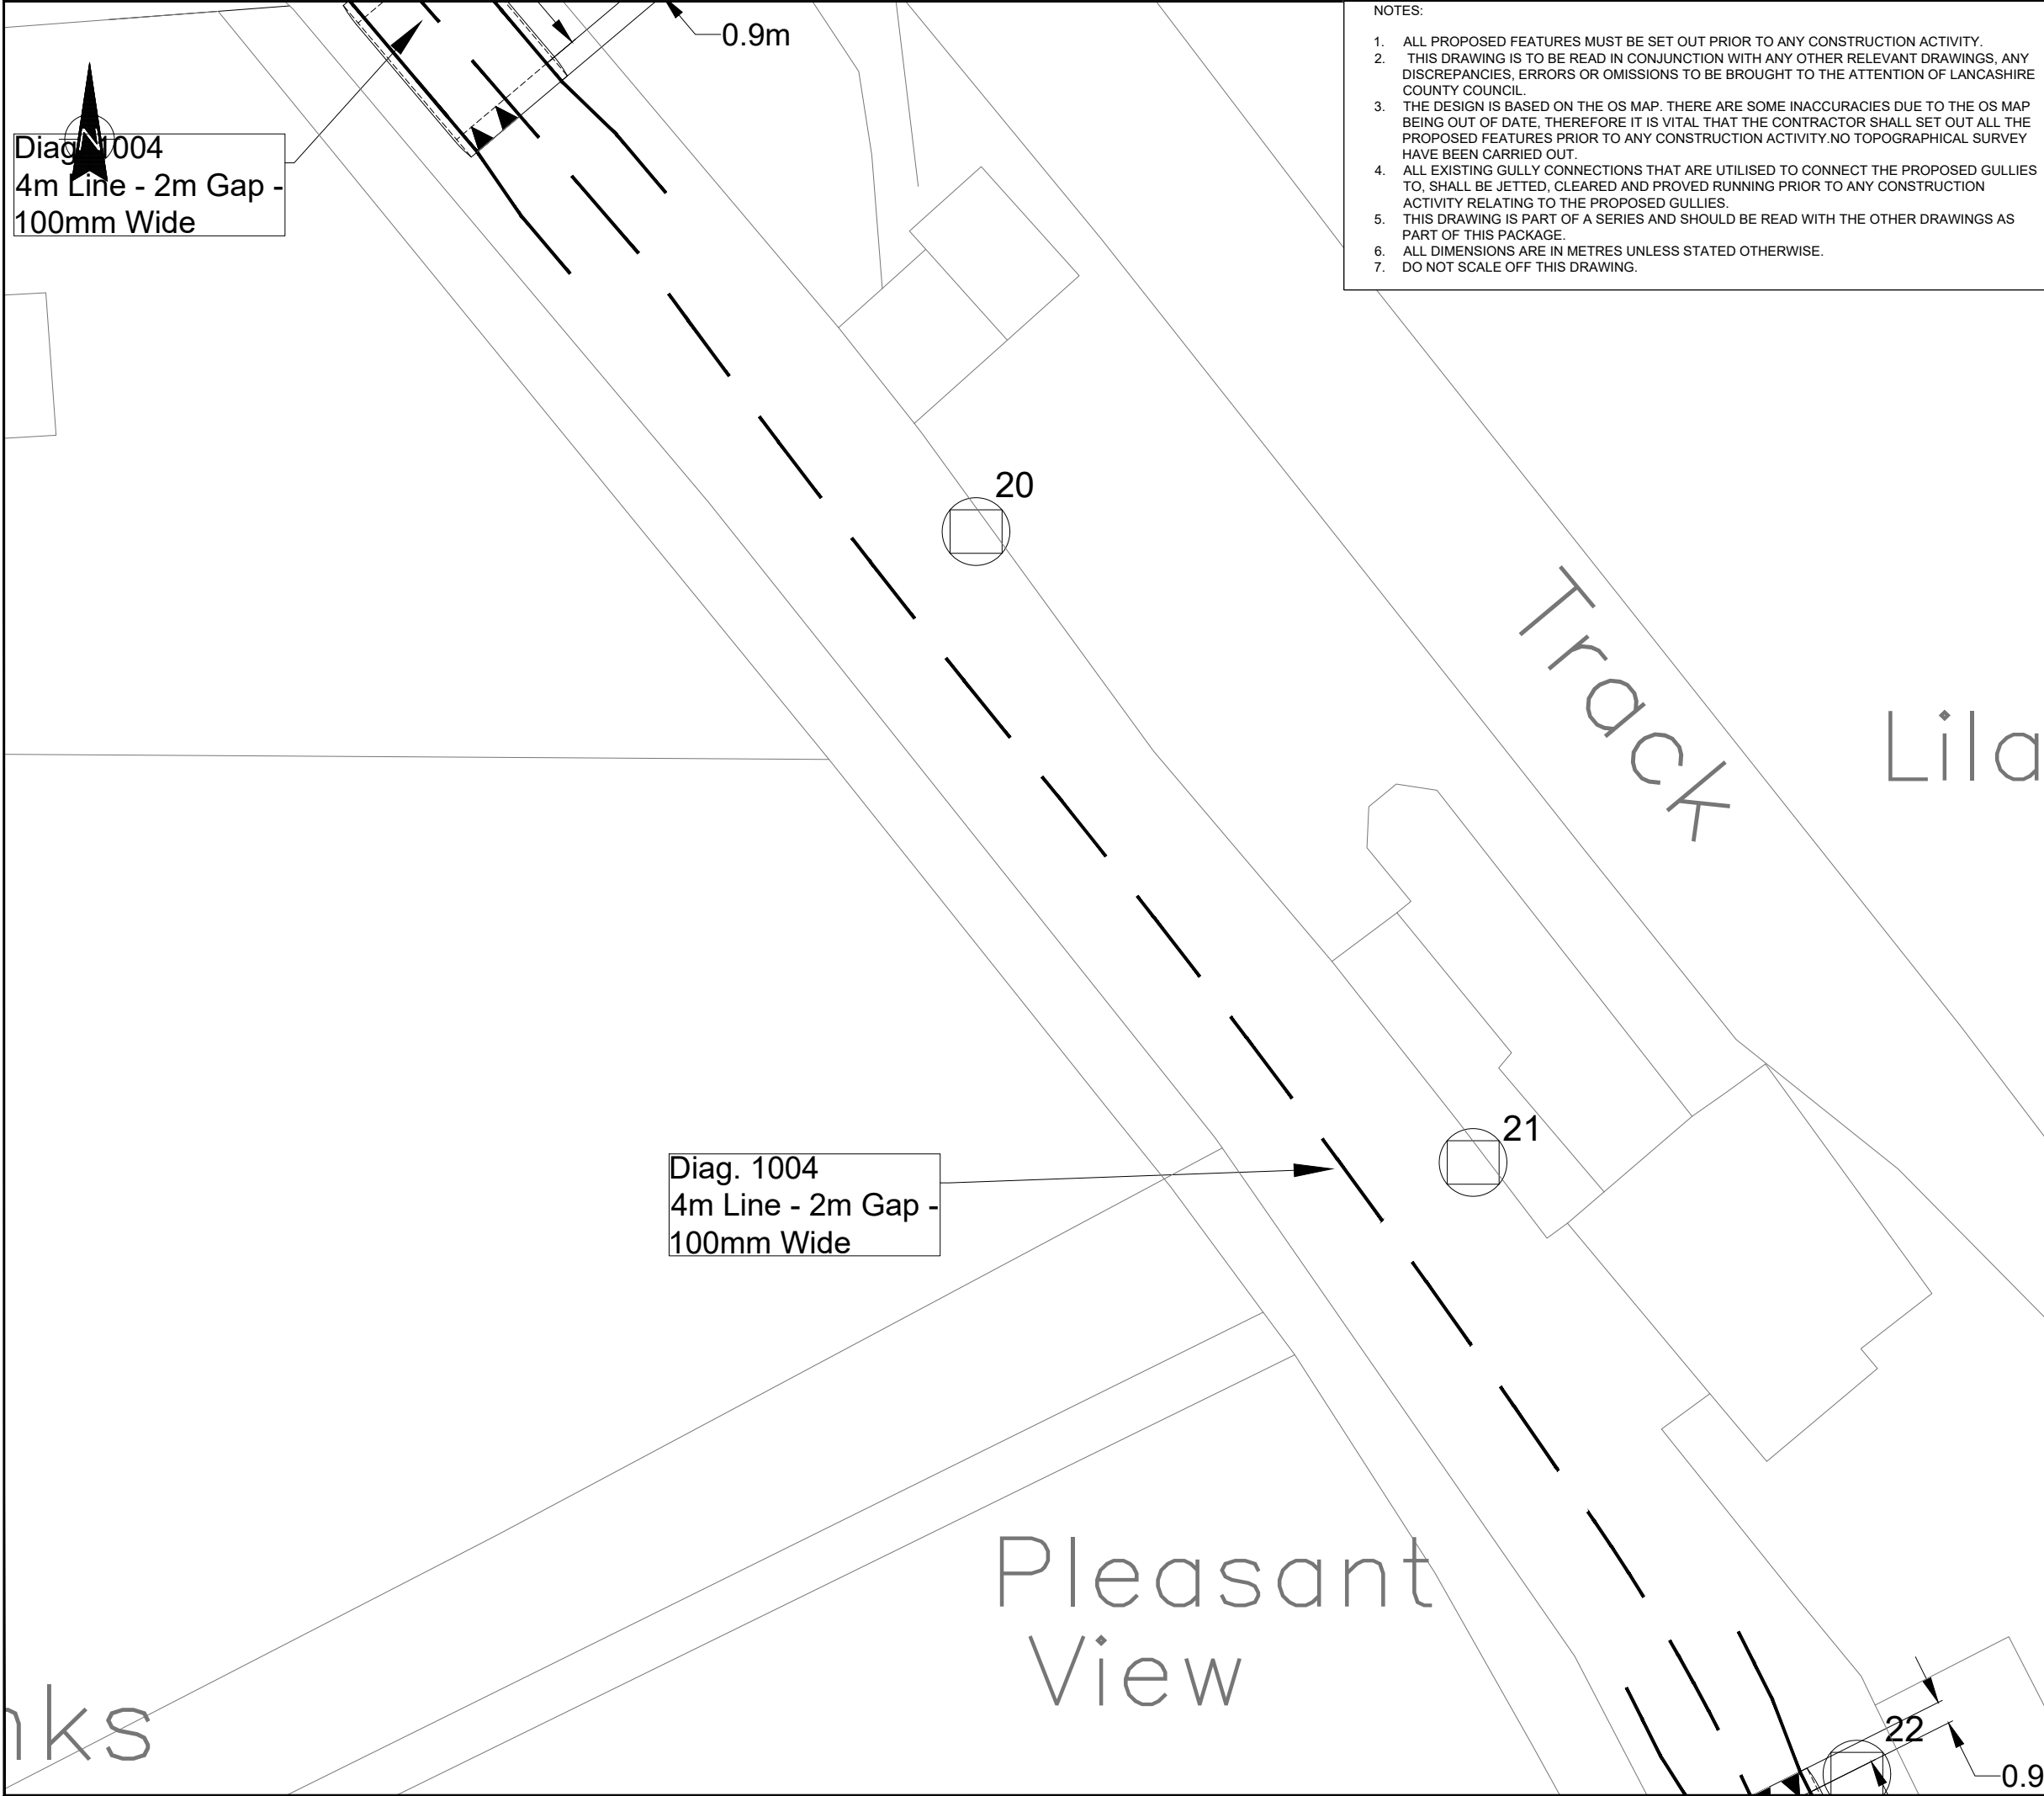 0.9m
NOTES:
1. ALL PROPOSED FEATURES MUST BE SET OUT PRIOR TO ANY CONSTRUCTION ACTIVITY.
2. THIS DRAWING IS TO BE READ IN CONJUNCTION WITH ANY OTHER RELEVANT DRAWINGS, ANY
DISCREPANCIES, ERRORS OR OMISSIONS TO BE BROUGHT TO THE ATTENTION OF LANCASHIRE
COUNTY COUNCIL.
3. THE DESIGN IS BASED ON THE OS MAP. THERE ARE SOME INACCURACIES DUE TO THE OS MAP
BEING OUT OF DATE, THEREFORE IT IS VITAL THAT THE CONTRACTOR SHALL SET OUT ALL THE
PROPOSED FEATURES PRIOR TO ANY CONSTRUCTION ACTIVITY.NO TOPOGRAPHICAL SURVEY
HAVE BEEN CARRIED OUT.
4. ALL EXISTING GULLY CONNECTIONS THAT ARE UTILISED TO CONNECT THE PROPOSED GULLIES
TO, SHALL BE JETTED, CLEARED AND PROVED RUNNING PRIOR TO ANY CONSTRUCTION
ACTIVITY RELATING TO THE PROPOSED GULLIES.
5. THIS DRAWING IS PART OF A SERIES AND SHOULD BE READ WITH THE OTHER DRAWINGS AS
PART OF THIS PACKAGE.
6. ALL DIMENSIONS ARE IN METRES UNLESS STATED OTHERWISE.
7. DO NOT SCALE OFF THIS DRAWING.
N
Diag. 1004
4m Line - 2m Gap -
100mm Wide
20
Track
Lila
21
Diag. 1004
4m Line - 2m Gap -
100mm Wide
Pleasant
View
nks
22
0.9